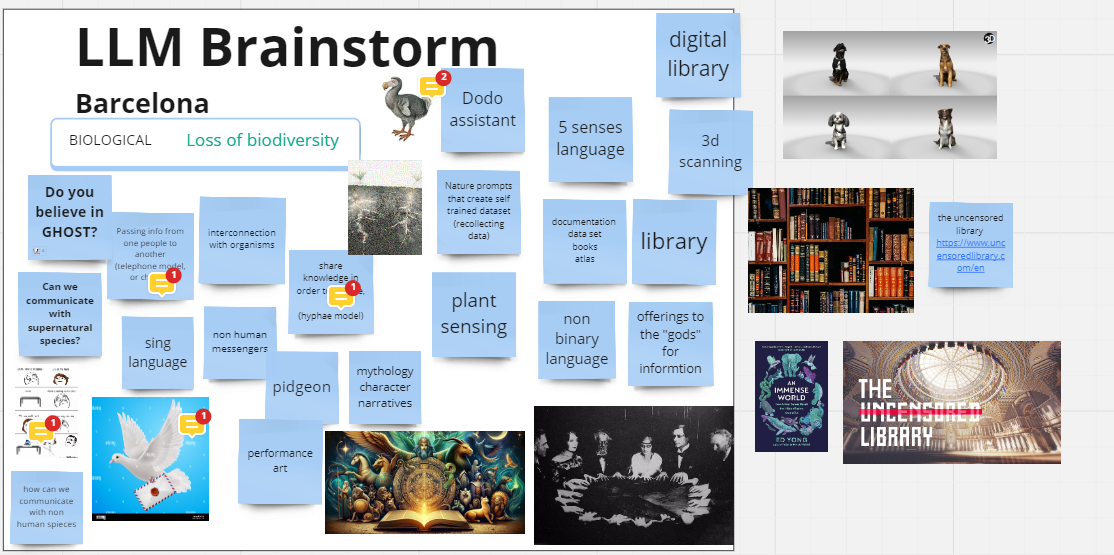 LLM Brainstorm
Barcelona
BIOLOGICAL
Loss of biodiversity
2
Dodo
assistant
digital
library
5 senses
language
3d
scanning
Do you
believe in
GHOST?
Passing info from
one people to
another
(telephone model,
or
1
interconnection
with organisms
share
knowledge in
order
(hyphae model)
1
Nature prompts
that create self
trained dataset
(recollecting
data)
documentation
data set
books
atlas
library
the uncensored
library
https://www.unc
ensoredlibrary.c
om/en
Can we
communicate
with
supernatural
species?
sing
language
non human
messengers
plant
sensing
non
binary
language
offerings to
the "gods"
for
informtion
pidgeon
mythology
character
narratives
1
1
performance
art
how can we
communicate
with non
human spieces
AN
IMMENSE
WORLD
ED YONG
THE
UNCENSORED
LIBRARY